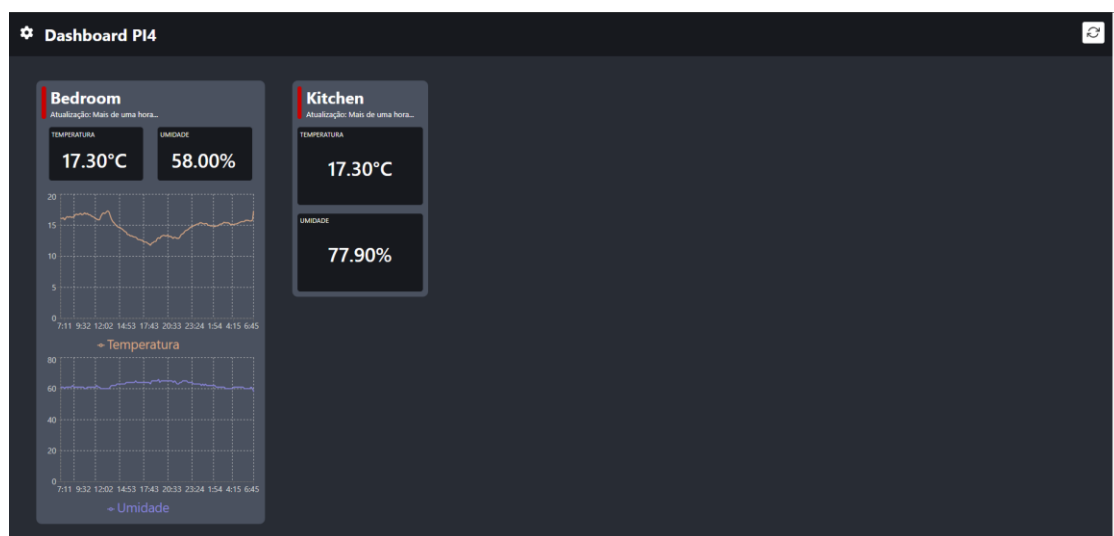 Dashboard PI4
Bedroom
Atualização: Mais de uma hora...
TEMPERATURA
17.30°C
UMIDADE
58.00%
20
15
10
5
0
7:11 9:32 12:02 14:53 17:43 20:33 23:24 1:54 4:15 6:45
Temperatura
80
60
40
20
0
7:11 9:32 12:02 14:53 17:43 20:33 23:24 1:54 4:15 6:45
Umidade
Kitchen
Atualização: Mais de uma hora...
TEMPERATURA
17.30°C
UMIDADE
77.90%